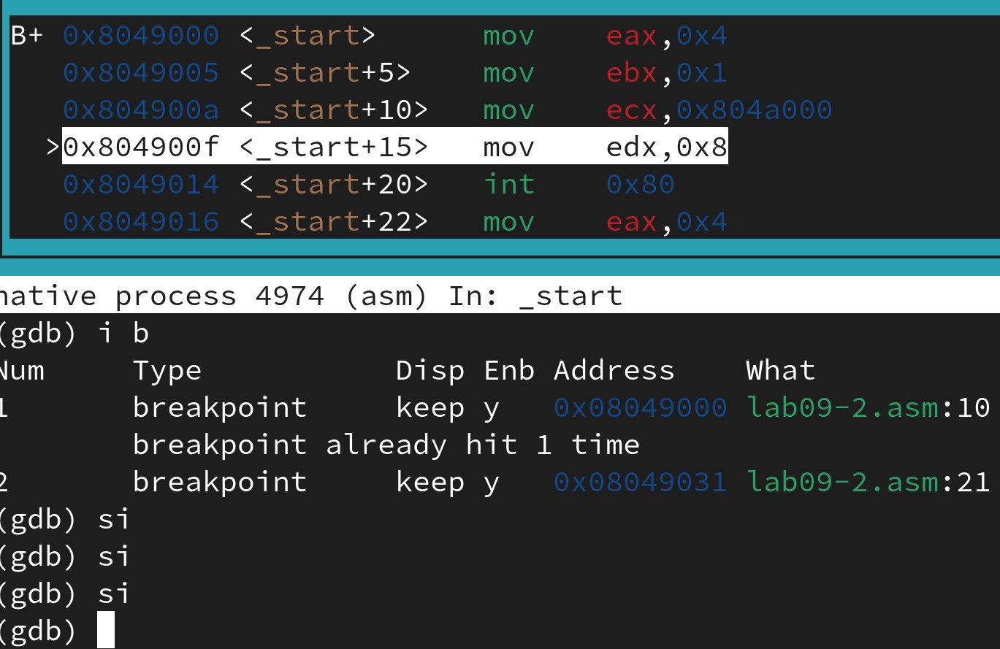 B+ 0x8049000 <_start> mov eax,0x4
0x8049005 <_start+5> mov ebx,0x1
0x804900a <_start+10> mov ecx,0x804a000
>0x804900f <_start+15> mov edx,0x8
0x8049014 <_start+20> int 0x80
0x8049016 <_start+22> mov eax,0x4
native process 4974 (asm) In: _start
(gdb) i b
Num Type Disp Enb Address What
1 breakpoint keep y 0x08049000 lab09-2.asm:10
breakpoint already hit 1 time
2 breakpoint keep y 0x08049031 lab09-2.asm:21
(gdb) si
(gdb) si
(gdb) si
(gdb)